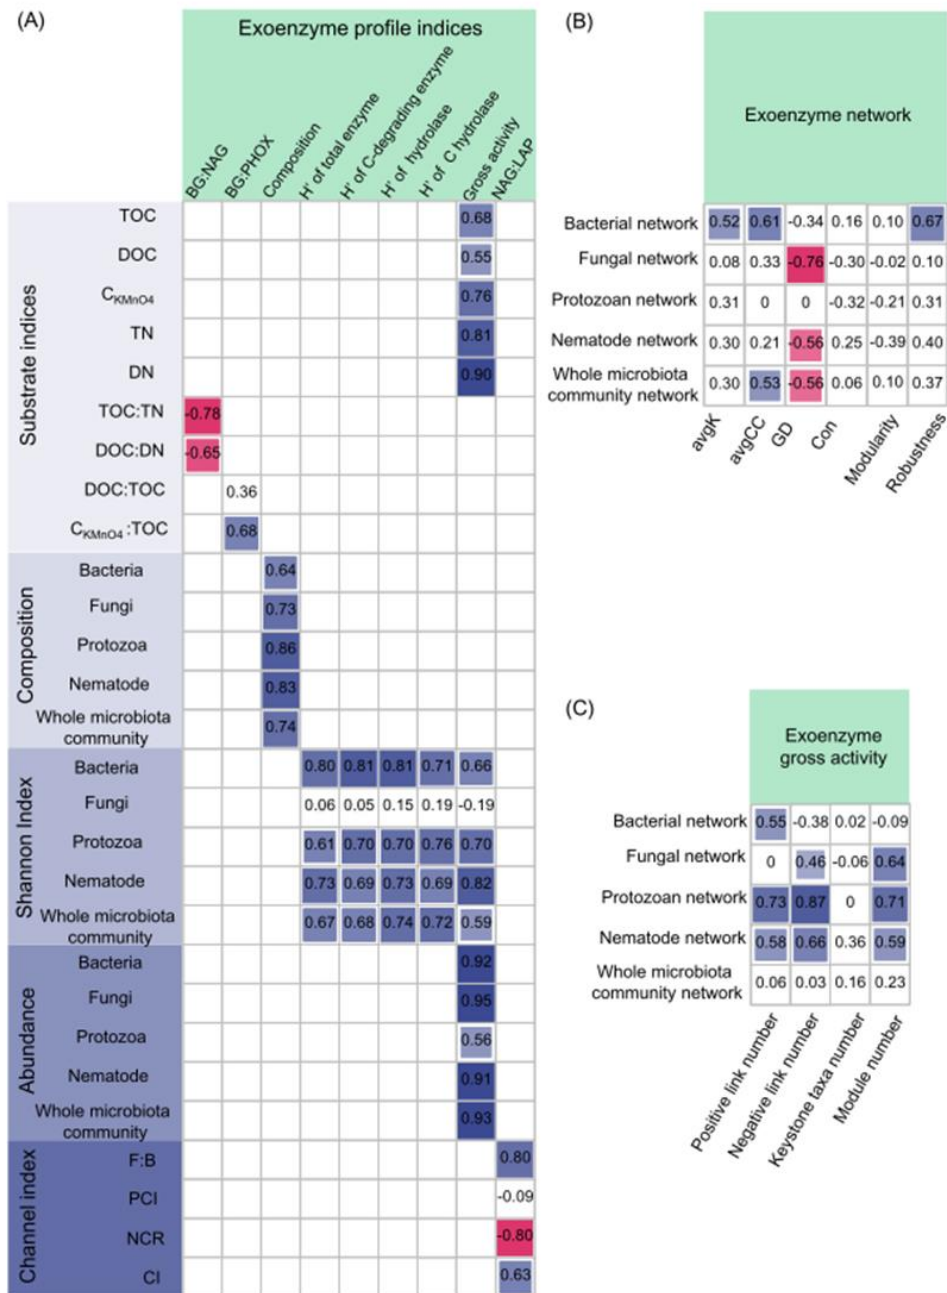 (A)
Exoenzyme profile indices
BG:NAG
BG:PHOX
Composition
H' of total enzyme
H' of C-degrading enzyme
H' of hydrolase
H' of C hydrolase
Gross activity
NAG:LAP
Substrate indices
TOC 0.68
DOC 0.55
CKMnO4 0.76
TN 0.81
DN 0.90
TOC:TN -0.78
DOC:DN -0.65
DOC:TOC 0.36
CKMnO4:TOC 0.68
Composition
Bacteria 0.64
Fungi 0.73
Protozoa 0.86
Nematode 0.83
Whole microbiota
community 0.74
Shannon Index
Bacteria 0.80 0.81 0.81 0.71 0.66
Fungi 0.06 0.05 0.15 0.19 -0.19
Protozoa 0.61 0.70 0.70 0.76 0.70
Nematode 0.73 0.69 0.73 0.69 0.82
Whole microbiota
community 0.67 0.68 0.74 0.72 0.59
Abundance
Bacteria 0.92
Fungi 0.95
Protozoa 0.56
Nematode 0.91
Whole microbiota
community 0.93
Channel index
F:B 0.80
PCI -0.09
NCR -0.80
CI 0.63
(B)
Exoenzyme network
Bacterial network 0.52 0.61 -0.34 0.16 0.10 0.67
Fungal network 0.08 0.33 -0.76 -0.30 -0.02 0.10
Protozoan network 0.31 0 0 -0.32 -0.21 0.31
Nematode network 0.30 0.21 -0.56 0.25 -0.39 0.40
Whole microbiota
community network 0.30 0.53 -0.56 0.06 0.10 0.37
avgK
avgCC
GD
Con
Modularity
Robustness
(C)
Exoenzyme
gross activity
Bacterial network 0.55 -0.38 0.02 -0.09
Fungal network 0 0.46 -0.06 0.64
Protozoan network 0.73 0.87 0 0.71
Nematode network 0.58 0.66 0.36 0.59
Whole microbiota
community network 0.06 0.03 0.16 0.23
Positive link number
Negative link number
Keystone taxa number
Module number